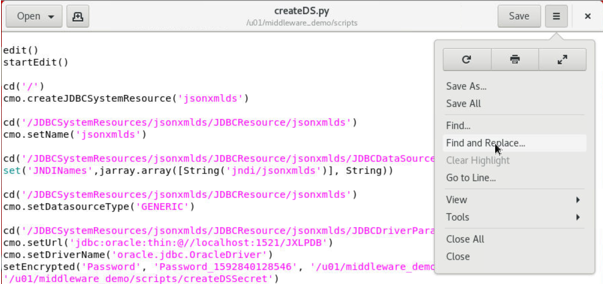 createDS.py
Open
/u01/middleware_demo/scripts
Save
edit()
startEdit()
cd('/')
cmo.createJDBCSystemResource('jsonxmlds')
cd('/JDBCSystemResources/jsonxmlds/JDBCResource/jsonxmlds')
cmo.setName('jsonxmlds')
cd('/JDBCSystemResources/jsonxmlds/JDBCResource/jsonxmlds/JDBCDataSource
set('JNDINames',jarray.array([String('jndi/jsonxmlds')], String))
cd('/JDBCSystemResources/jsonxmlds/JDBCResource/jsonxmlds')
cmo.setDatasourceType('GENERIC')
cd('/JDBCSystemResources/jsonxmlds/JDBCResource/jsonxmlds/JDBCDriverPara
cmo.setUrl('jdbc:oracle:thin:@//localhost:1521/JXLPDB')
cmo.setDriverName('oracle.jdbc.OracleDriver')
setEncrypted('Password', 'Password_1592840128546', '/u01/middleware_demo
'/u01/middleware_demo/scripts/createDSSecret')
Save As...
Save All
Find...
Find and Replace...
Clear Highlight
Go to Line...
View
Tools
Close All
Close